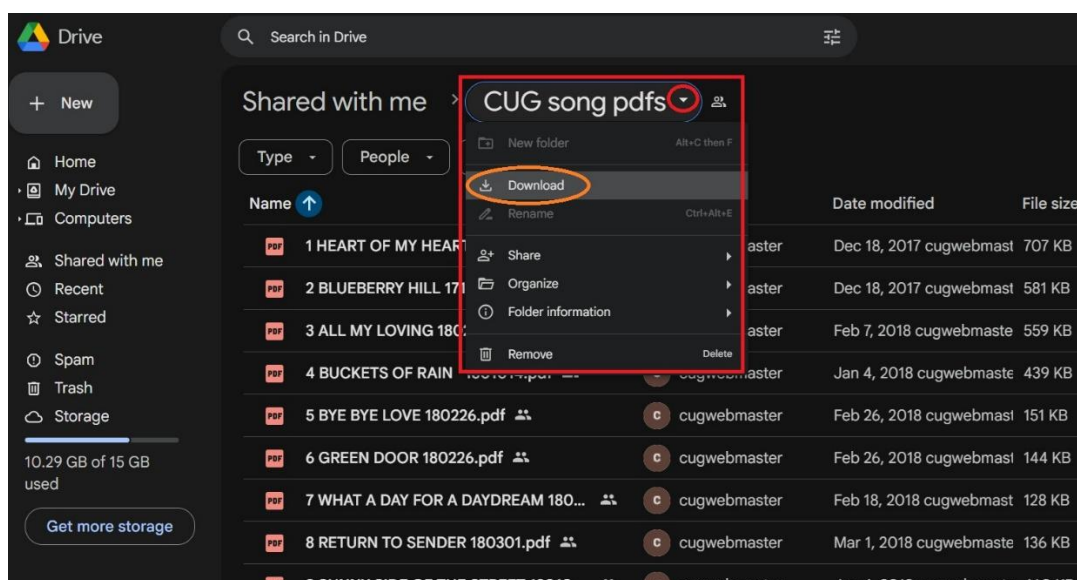 Drive
Search in Drive
New
Shared with me > CUG song pdfs
Type
People
New folder Alt+C then F
Download
Rename Ctrl+Alt+E
Share
Organize
Folder information
Remove Delete
Home
My Drive
Computers
Shared with me
Recent
Starred
Spam
Trash
Storage
10.29 GB of 15 GB
used
Get more storage
Name Date modified File size
PDF 1 HEART OF MY HEART aster Dec 18, 2017 cugwebmast 707 KB
PDF 2 BLUEBERRY HILL 171 aster Dec 18, 2017 cugwebmast 581 KB
PDF 3 ALL MY LOVING 180 aster Feb 7, 2018 cugwebmaste 559 KB
PDF 4 BUCKETS OF RAIN cugwebmaster Jan 4, 2018 cugwebmaste 439 KB
PDF 5 BYE BYE LOVE 180226.pdf c cugwebmaster Feb 26, 2018 cugwebmast 151 KB
PDF 6 GREEN DOOR 180226.pdf c cugwebmaster Feb 26, 2018 cugwebmast 144 KB
PDF 7 WHAT A DAY FOR A DAYDREAM 180... c cugwebmaster Feb 18, 2018 cugwebmast 128 KB
PDF 8 RETURN TO SENDER 180301.pdf c cugwebmaster Mar 1, 2018 cugwebmaste 136 KB